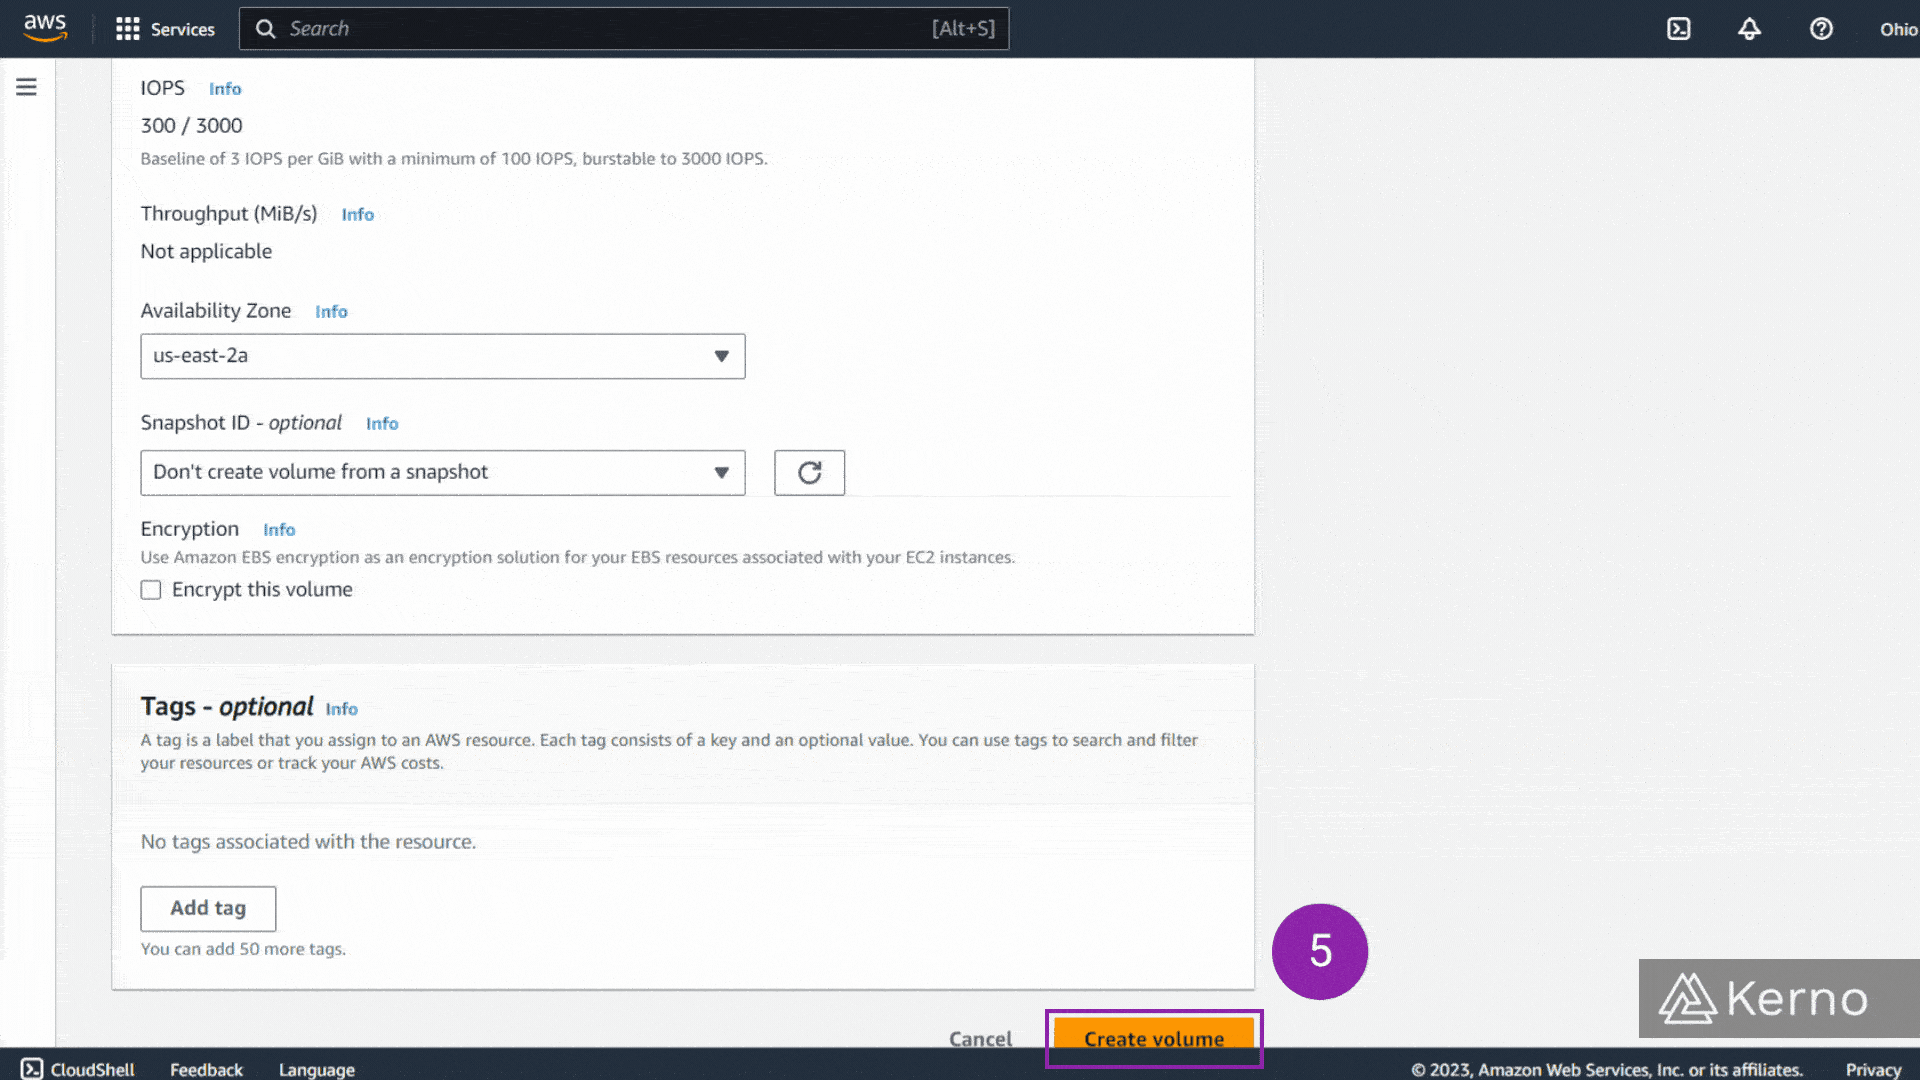 aws
Services
Search
[Alt+S]
Ohio
IOPS Info
300 / 3000
Baseline of 3 IOPS per GiB with a minimum of 100 IOPS, burstable to 3000 IOPS.
Throughput (MiB/s) Info
Not applicable
Availability Zone Info
us-east-2a
Snapshot ID - optional Info
Don't create volume from a snapshot
Encryption Info
Use Amazon EBS encryption as an encryption solution for your EBS resources associated with your EC2 instances.
Encrypt this volume
Tags - optional Info
A tag is a label that you assign to an AWS resource. Each tag consists of a key and an optional value. You can use tags to search and filter
your resources or track your AWS costs.
No tags associated with the resource.
Add tag
You can add 50 more tags.
5
Kerno
Cancel
Create volume
CloudShell
Feedback
Language
© 2023, Amazon Web Services, Inc. or its affiliates.
Privacy